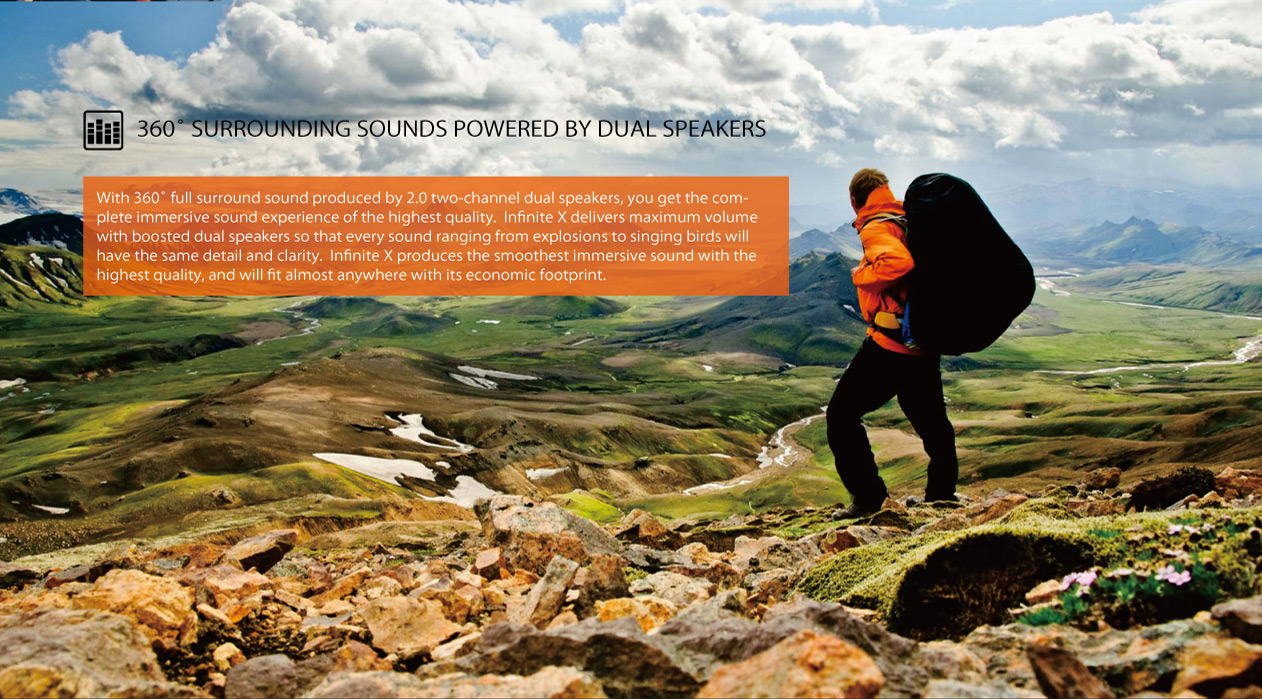 360˚ SURROUNDING SOUNDS POWERED BY DUAL SPEAKERS
With 360˚ full surround sound produced by 2.0 two-channel dual speakers, you get the com-
plete immersive sound experience of the highest quality.  Infinite X delivers maximum volume
with boosted dual speakers so that every sound ranging from explosions to singing birds will
have the same detail and clarity.  Infinite X produces the smoothest immersive sound with the
highest quality, and will fit almost anywhere with its economic footprint.